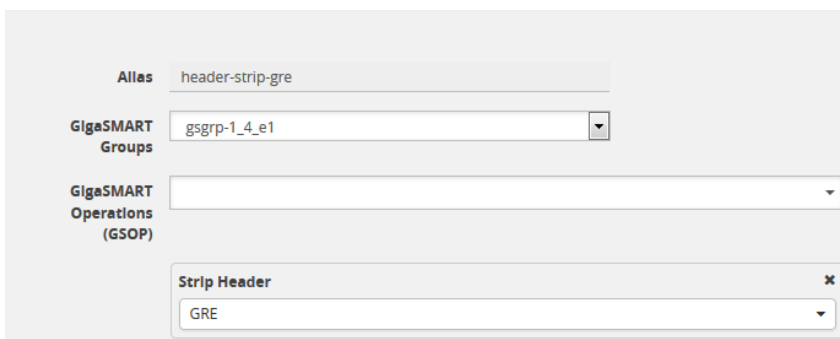 Alias header-strip-gre
GigaSMART gsgrp-1_4_e1
Groups
GigaSMART
Operations
(GSOP)
Strip Header
GRE